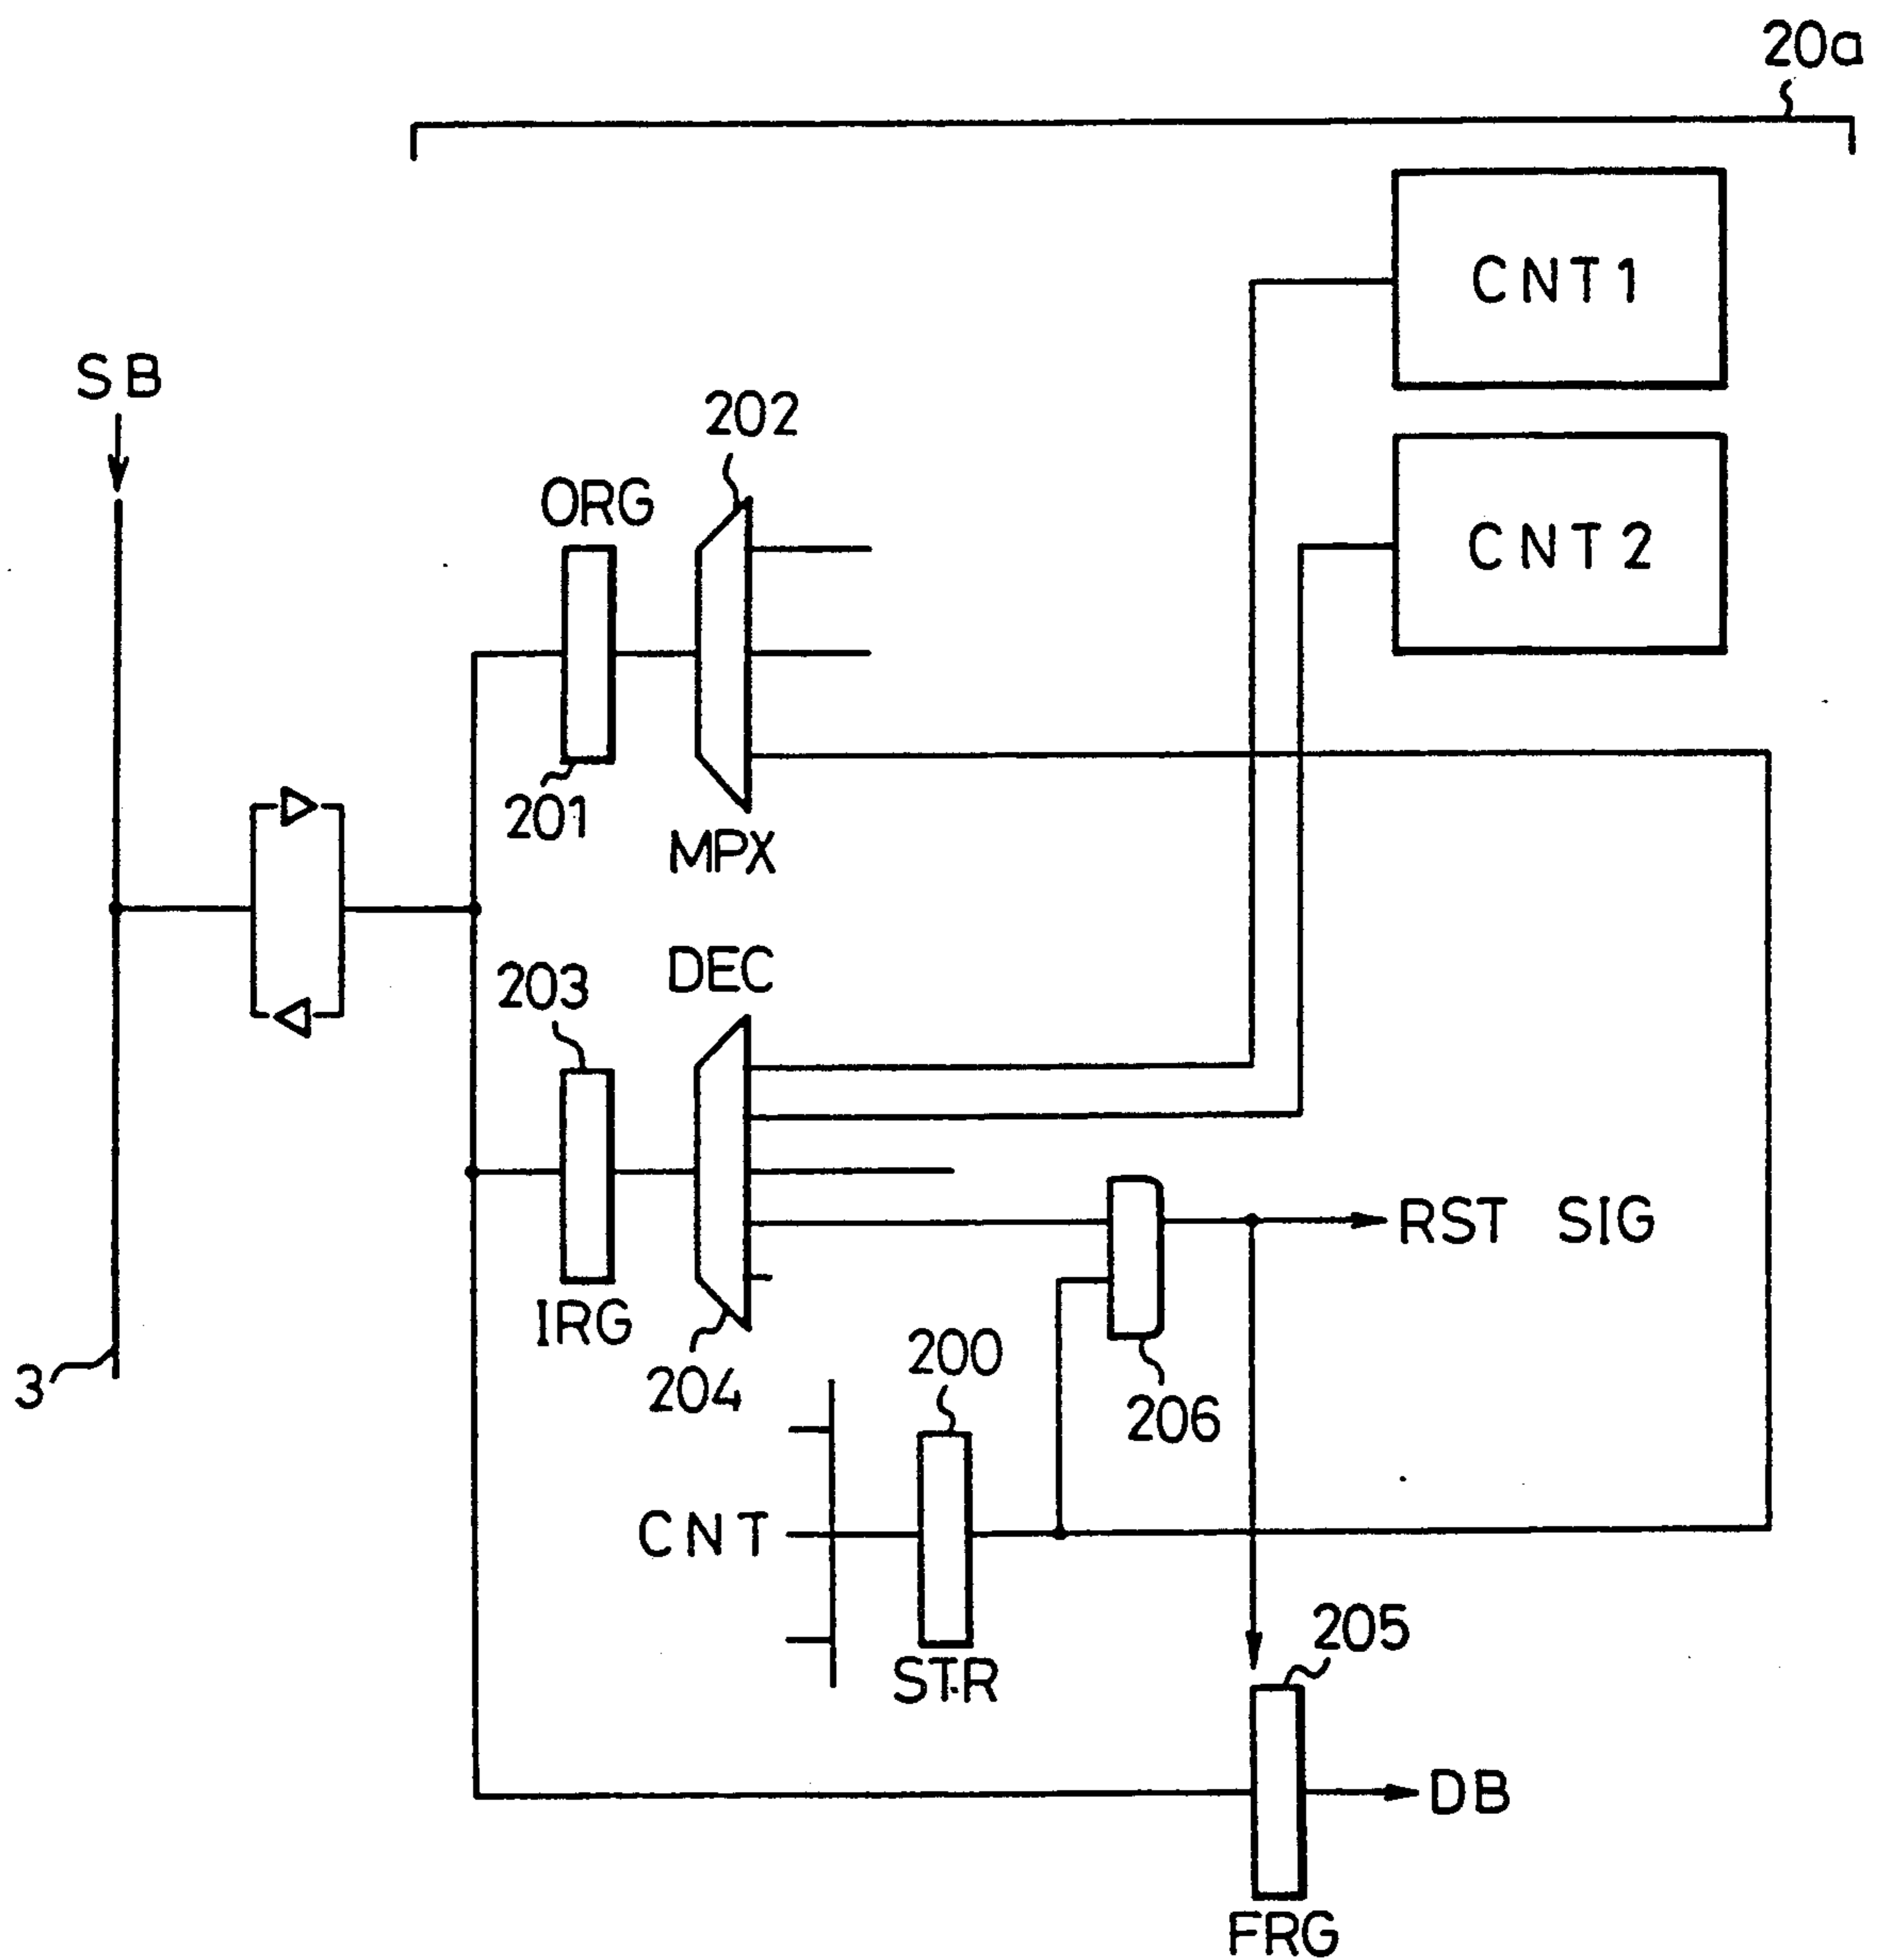 20a
CNT1
SB
202
ORG
CNT2
201
MPX
DEC
203
RST SIG
IRG
3
204
200
206
CNT
205
STR
DB
FRG